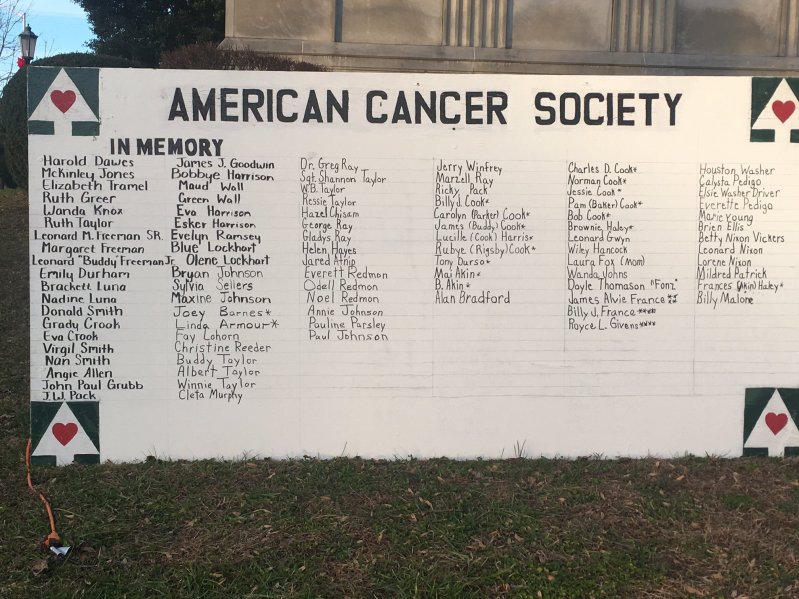 AMERICAN CANCER SOCIETY
IN MEMORY
Harold Dawes
McKinley Jones
Elizabeth Tramel
Ruth Greer
Wanda Knox
Ruth Taylor
Leonard M. Freeman SR.
Margaret Freeman
Leonard "Buddy" Freeman Jr
Emily Durham
Brackett Luna
Nadine Luna
Donald Smith
Grady Crook
Eva Crook
Virgil Smith
Nan Smith
Angie Allen
John Paul Grubb
J.W. Pack
James J. Goodwin
Bobbye Harrison
Maud Wall
Green Wall
Eva Harrison
Esker Harrison
Evelyn Ramsey
Blue' Lockhart
Olene Lockhart
Bryan Johnson
Sylvia Sellers
Maxine Johnson
Joey Barnes*
Linda Armour*
Fay Lohorn
Christine Reeder
Buddy Taylor
Albert Taylor
Winnie Taylor
Cleta Murphy
Dr. Greg Ray
Sgt. Shannon Taylor
W.B. Taylor
Ressie Taylor
Hazel Chisam
George Ray
Gladys Ray
Helen Hayes
Jared Atnip
Everett Redmon
Odell Redmon
Noel Redmon
Annie Johnson
Pauline Parsley
Paul Johnson
Jerry Winfrey
Marzell Ray
Ricky Pack
Billy J. Cook*
Carolyn (Parker) Cook*
James (Buddy) Cook*
Lucille (Cook) Harris*
Rubye (Rigsby) Cook*
Tony Durso*
Mai Akin*
B. Akin*
Alan Bradford
Charles D. Cook*
Norman Cook*
Jessie Cook*
Pam (Baker) Cook*
Bob Cook*
Brownie Haley*
Leonard Gwyn
Wiley Hancock
Laura Fox (Mom)
Wanda Johns
Doyle Thomason "Fonz"
James Alvie France **
Billy J. France ****
Royce L. Givens****
Houston Washer
Calysta Pedigo
Elsie Washer Driver
Everette Pedigo
Marie Young
Brien Ellis
Betty Nixon Vickers
Leonard Nixon
Lorene Nixon
Mildred Patrick
Frances (Akin) Haley*
Billy Malone